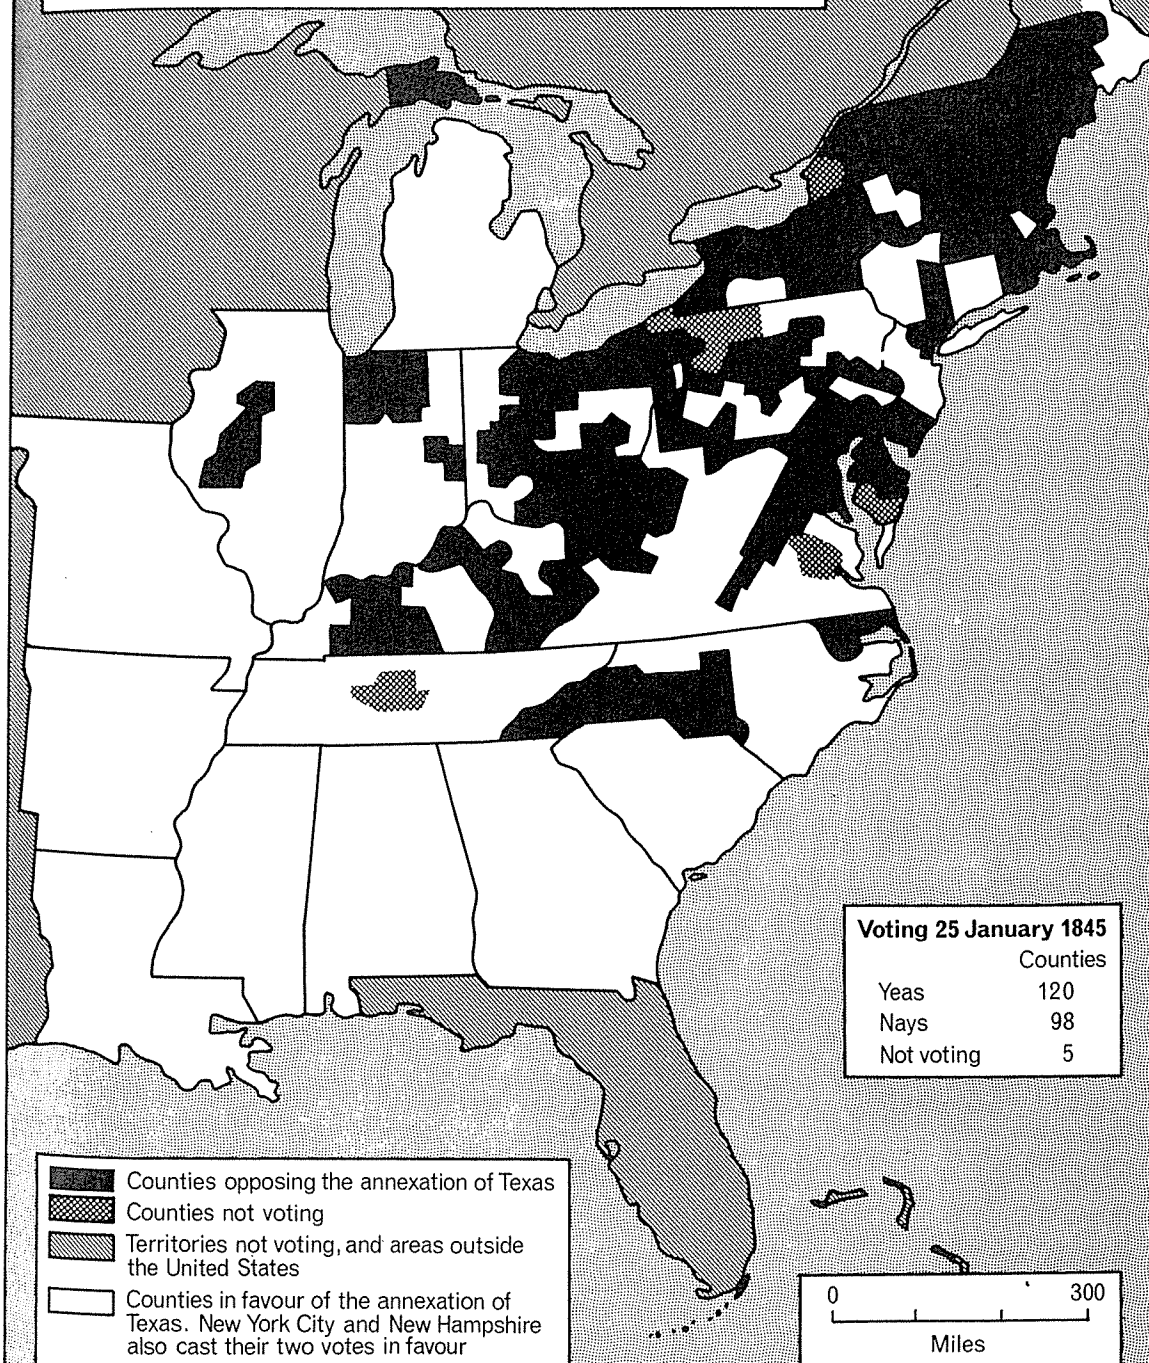 Voting 25 January 1845
Counties
Yeas 120
Nays 98
Not voting 5
Counties opposing the annexation of Texas
Counties not voting
Territories not voting, and areas outside
the United States
Counties in favour of the annexation of
Texas. New York City and New Hampshire
also cast their two votes in favour
0 300
Miles